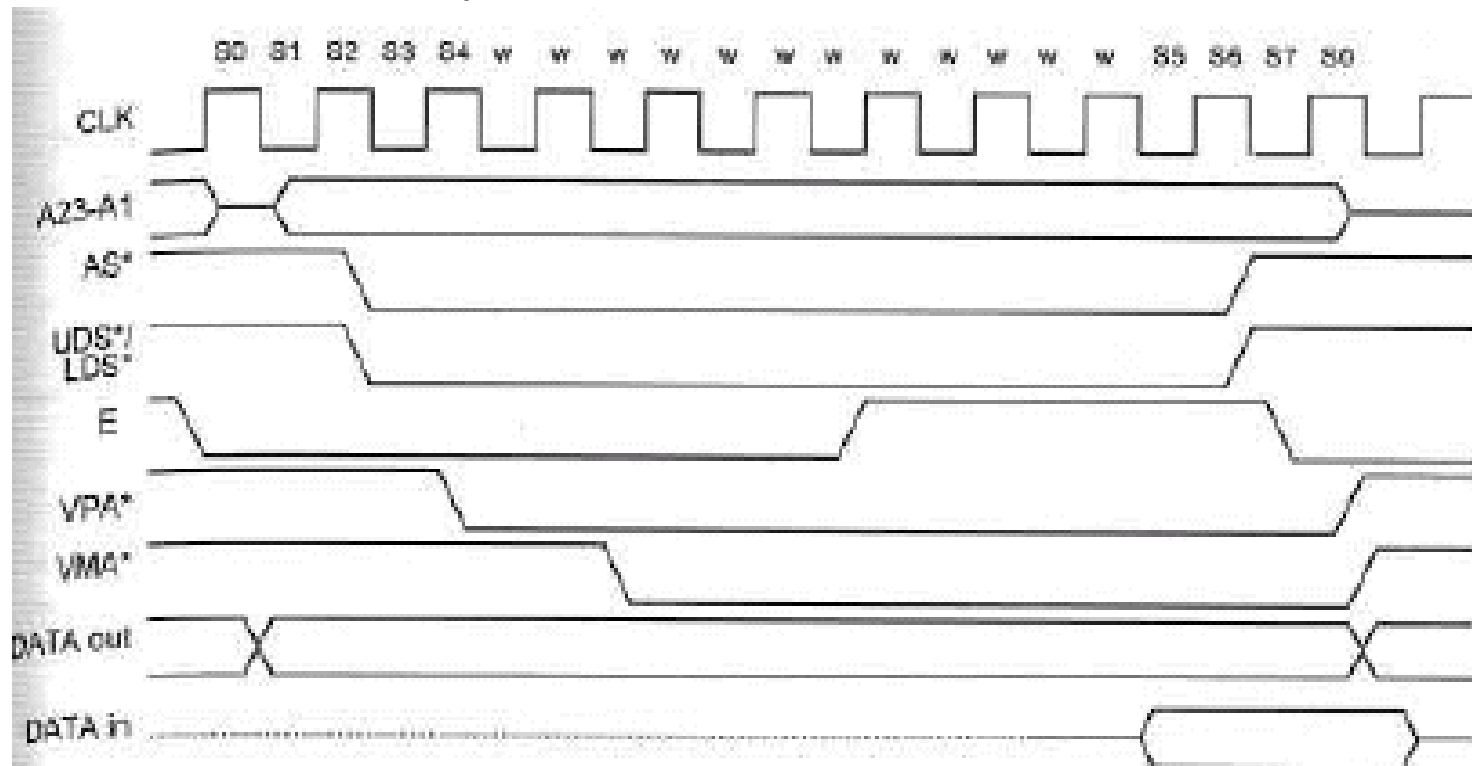 S0 S1 S2 S3 S4 w w w w w w w w w w w w S5 S6 S7 S0
CLK
A23-A1
AS*
UDS*/
LDS*
E
VPA*
VMA*
DATA out
DATA in